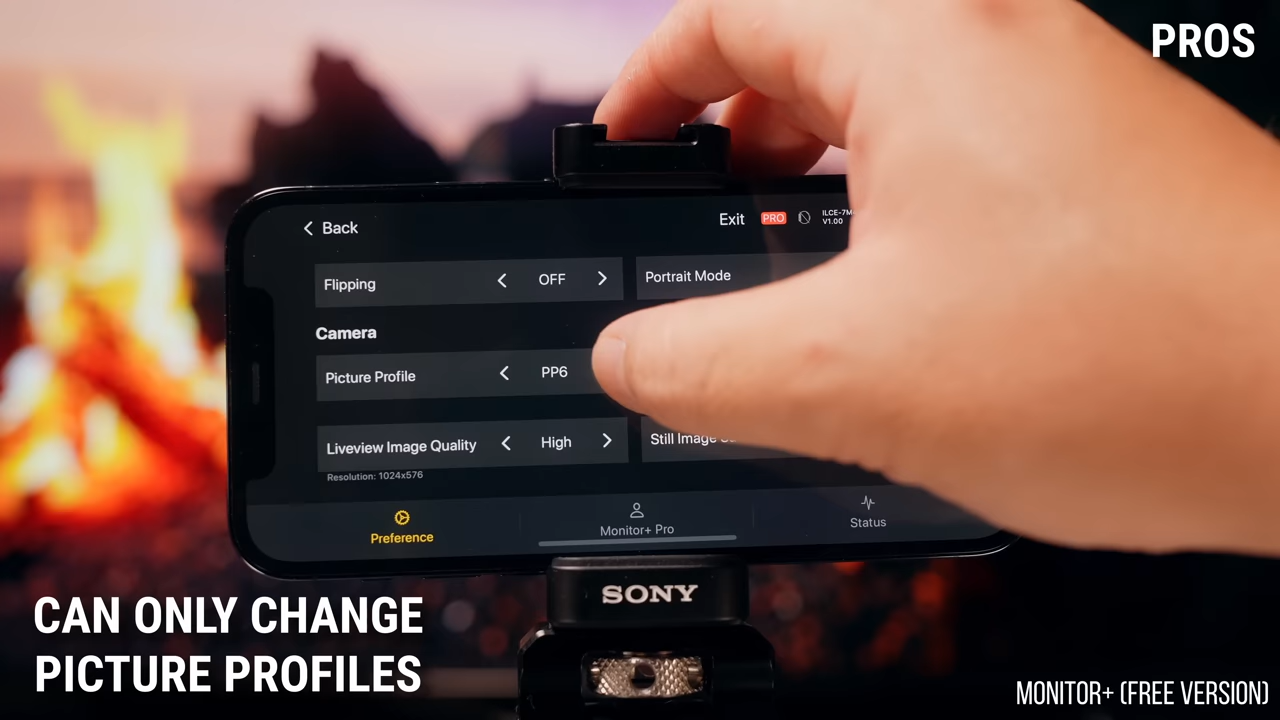 PROS
Back
Exit PRO ILCE-7M
V1.00
Flipping OFF Portrait Mode
Camera
Picture Profile PP6
Liveview Image Quality High Still Image
Resolution: 1024x576
Preference Monitor+ Pro Status
SONY
CAN ONLY CHANGE
PICTURE PROFILES
MONITOR+ (FREE VERSION)